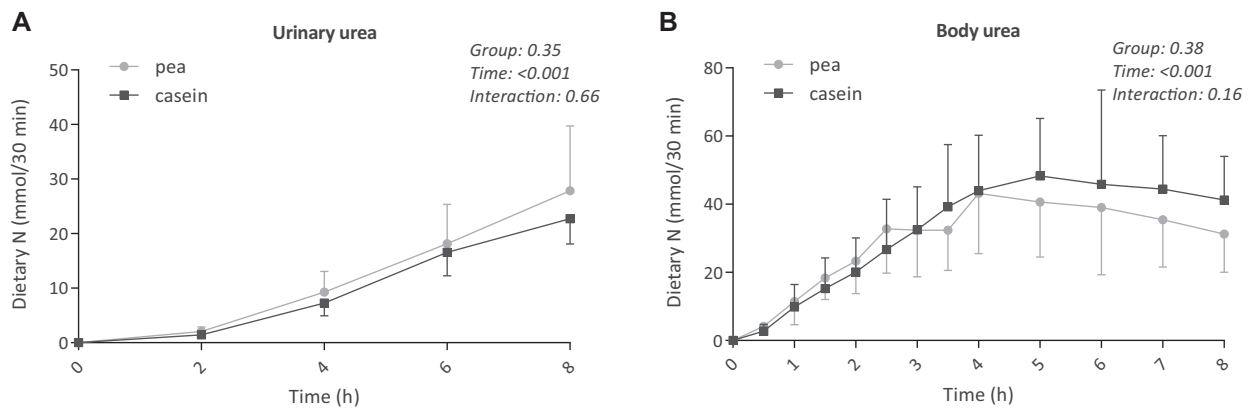 A
Urinary urea
Group: 0.35
Time: <0.001
Interaction: 0.66
pea
casein
Dietary N (mmol/30 min)
50
40
30
20
10
0
0 2 4 6 8
Time (h)
B
Body urea
Group: 0.38
Time: <0.001
Interaction: 0.16
pea
casein
Dietary N (mmol/30 min)
80
60
40
20
0
0 1 2 3 4 5 6 7 8
Time (h)